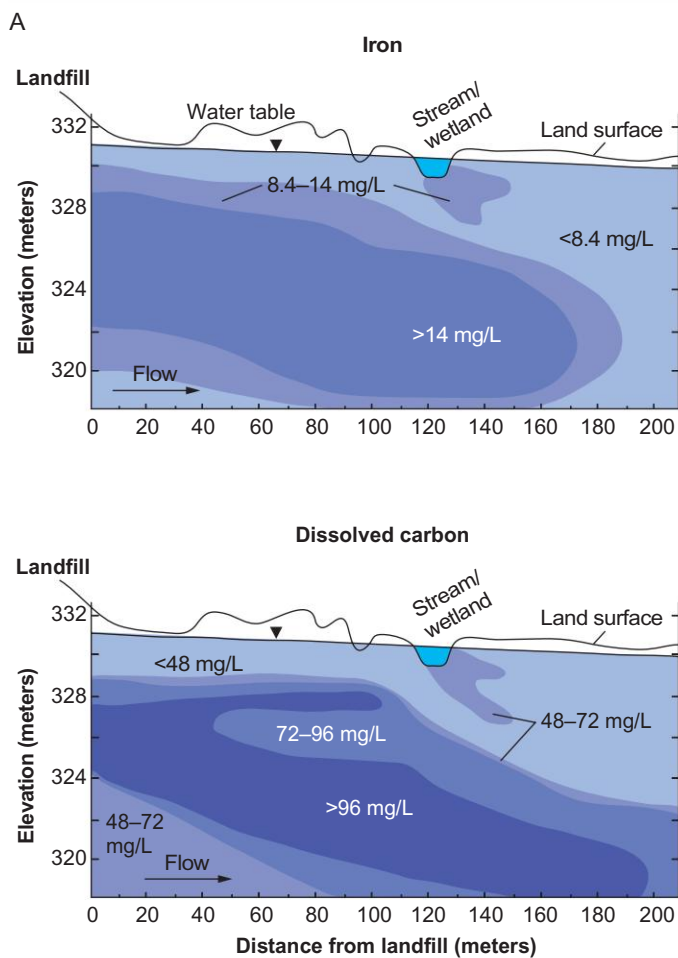 A
Iron
Landfill
Water table
Stream/
wetland
Land surface
332
8.4–14 mg/L
328
<8.4 mg/L
Elevation (meters)
324
>14 mg/L
320
Flow
0 20 40 60 80 100 120 140 160 180 200
Dissolved carbon
Landfill
Stream/
wetland
Land surface
332
<48 mg/L
328
72–96 mg/L
48–72 mg/L
Elevation (meters)
324
>96 mg/L
48–72
mg/L
320
Flow
0 20 40 60 80 100 120 140 160 180 200
Distance from landfill (meters)